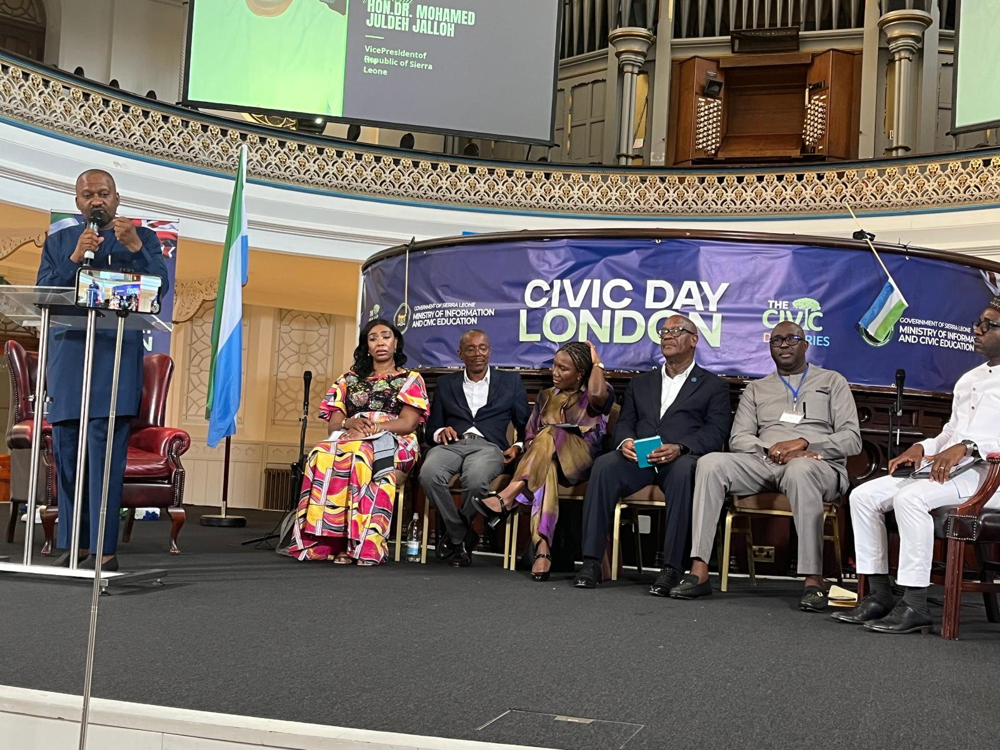 HON.DR. MOHAMED
JULDEH JALLOH
VicePresidentof
Republic of Sierra
Leone
GOVERNMENT OF SIERRA LEONE
MINISTRY OF INFORMATION
AND CIVIC EDUCATION
CIVIC DAY
LONDON
THE
CIVIC
GOVERNMENT OF SIERRA LEONE
MINISTRY OF
AND CIVIC EDUCATION